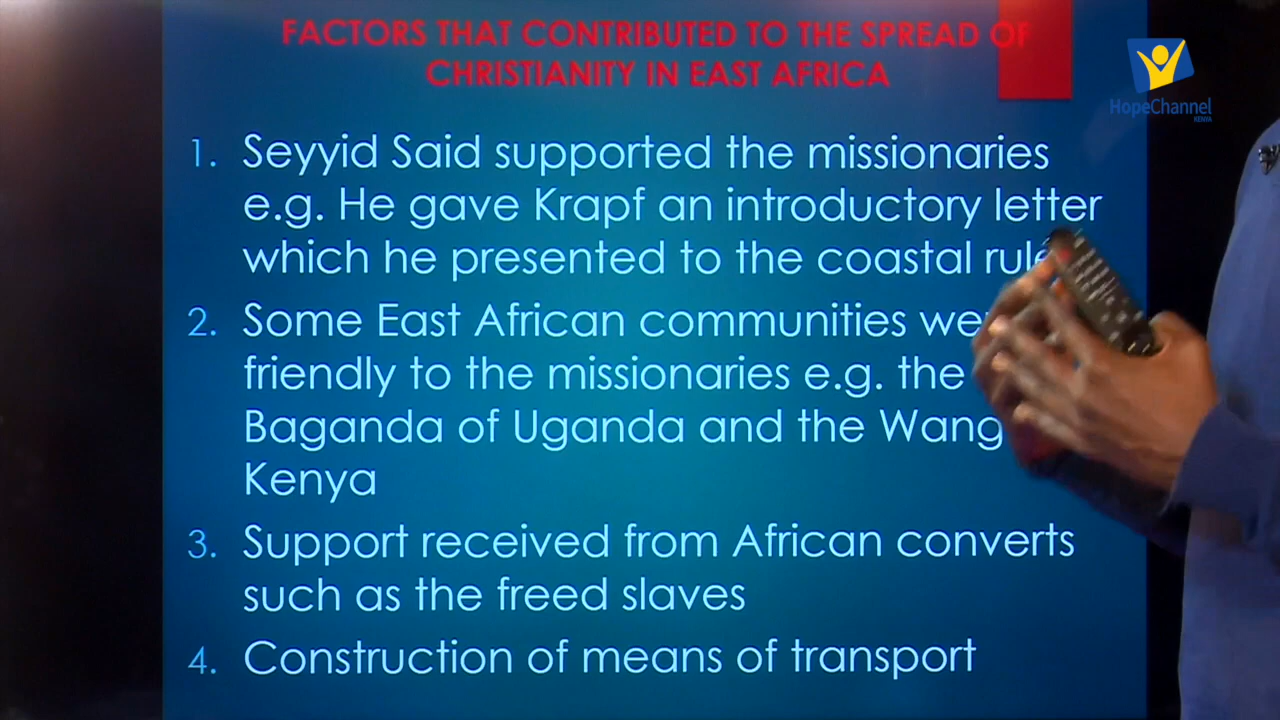 FACTORS THAT CONTRIBUTED TO THE SPREAD OF
CHRISTIANITY IN EAST AFRICA
HopeChannel
KENYA
1. Seyyid Said supported the missionaries
e.g. He gave Krapf an introductory letter
which he presented to the coastal
2. Some East African communities
friendly to the missionaries e.g. the
Baganda of Uganda and the
Kenya
3. Support received from African converts
such as the freed slaves
4. Construction of means of transport